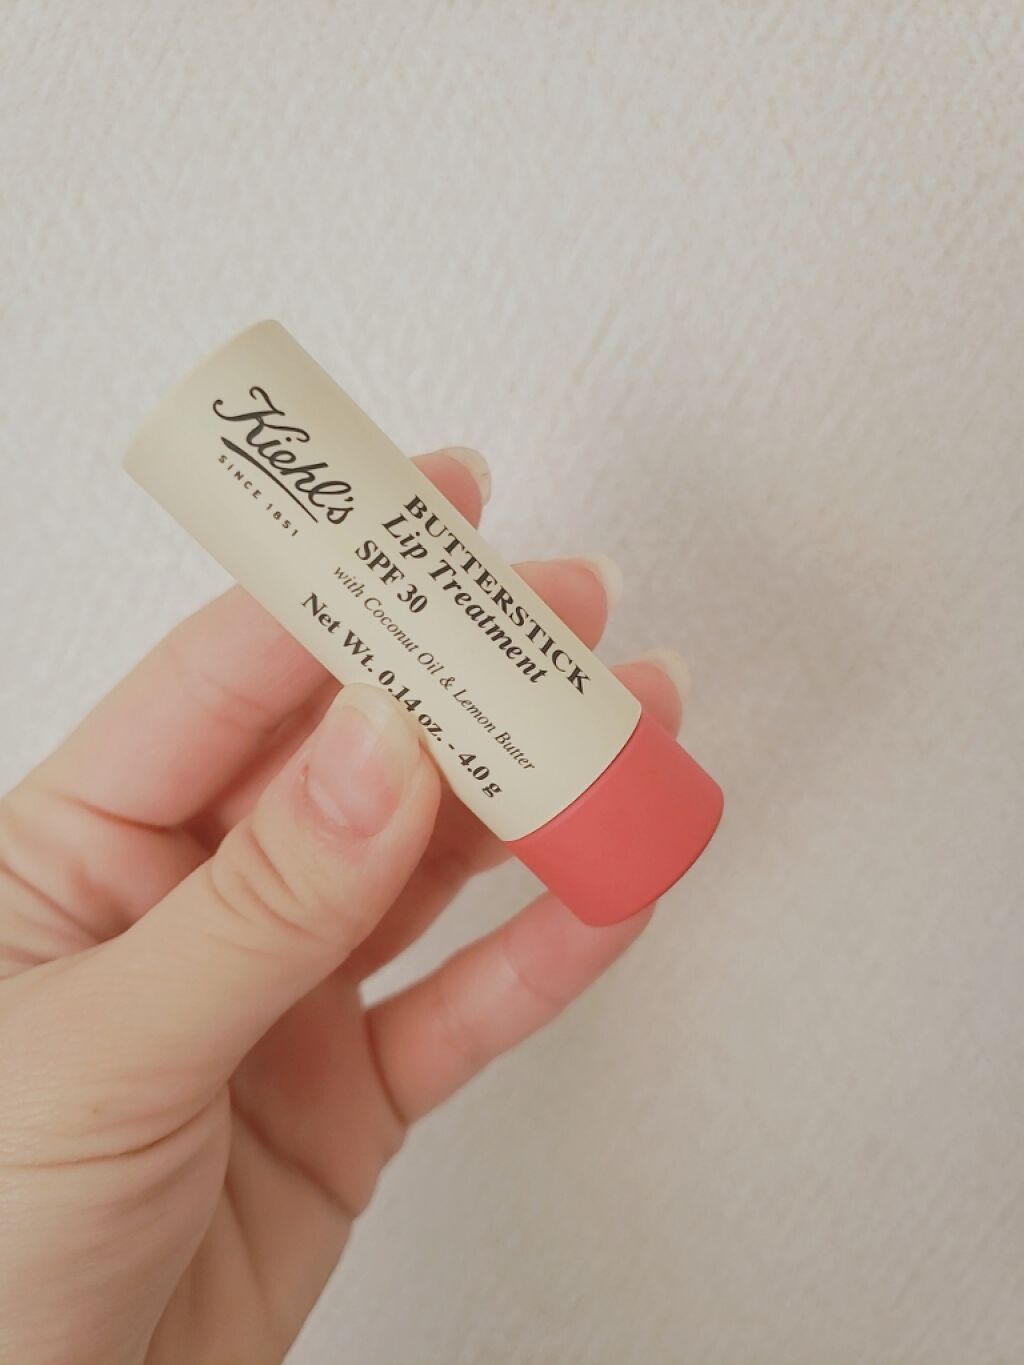 Kiehl's
SINCE 1851
BUTTERSTICK
Lip Treatment
SPF 30
with Coconut Oil & Lemon Butter
Net Wt. 0.14 oz. - 4.0 g